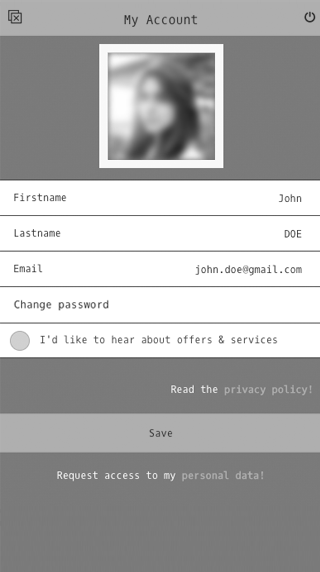 My Account
Firstname John
Lastname DOE
Email john.doe@gmail.com
Change password
I'd like to hear about offers & services
Read the privacy policy!
Save
Request access to my personal data!